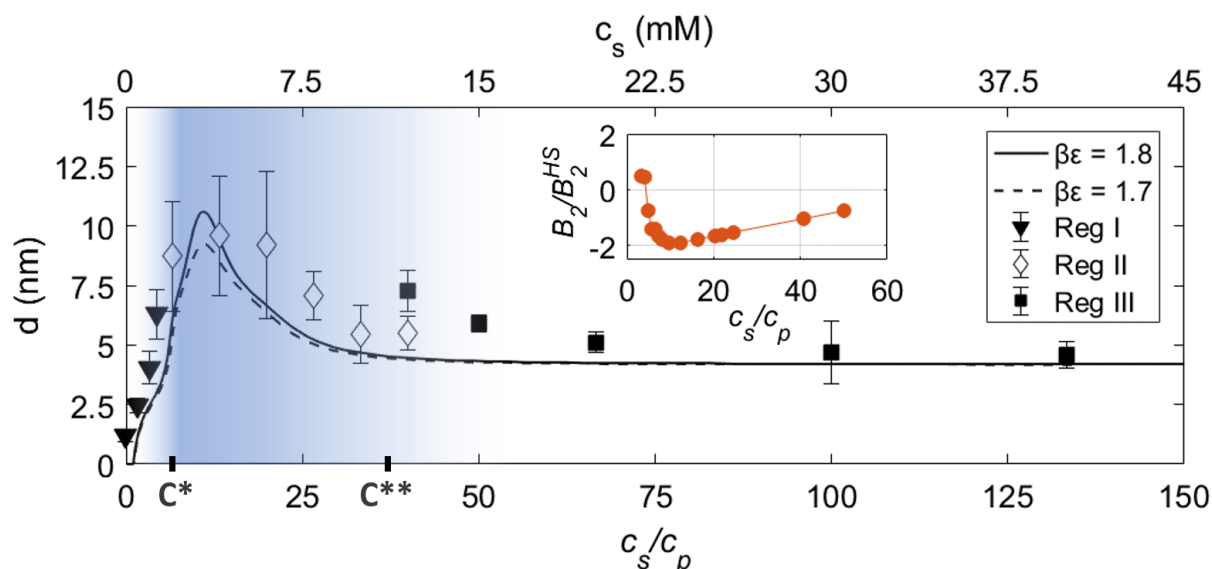 c_s (mM)
0 7.5 15 22.5 30 37.5 45
15
12.5
10
7.5
5
2.5
0
d (nm)
2
0
-2
B_2/B_2^{HS}
0 20 40 60
c_s/c_p
βε = 1.8
βε = 1.7
Reg I
Reg II
Reg III
0 C* 25 C** 50 75 100 125 150
c_s/c_p